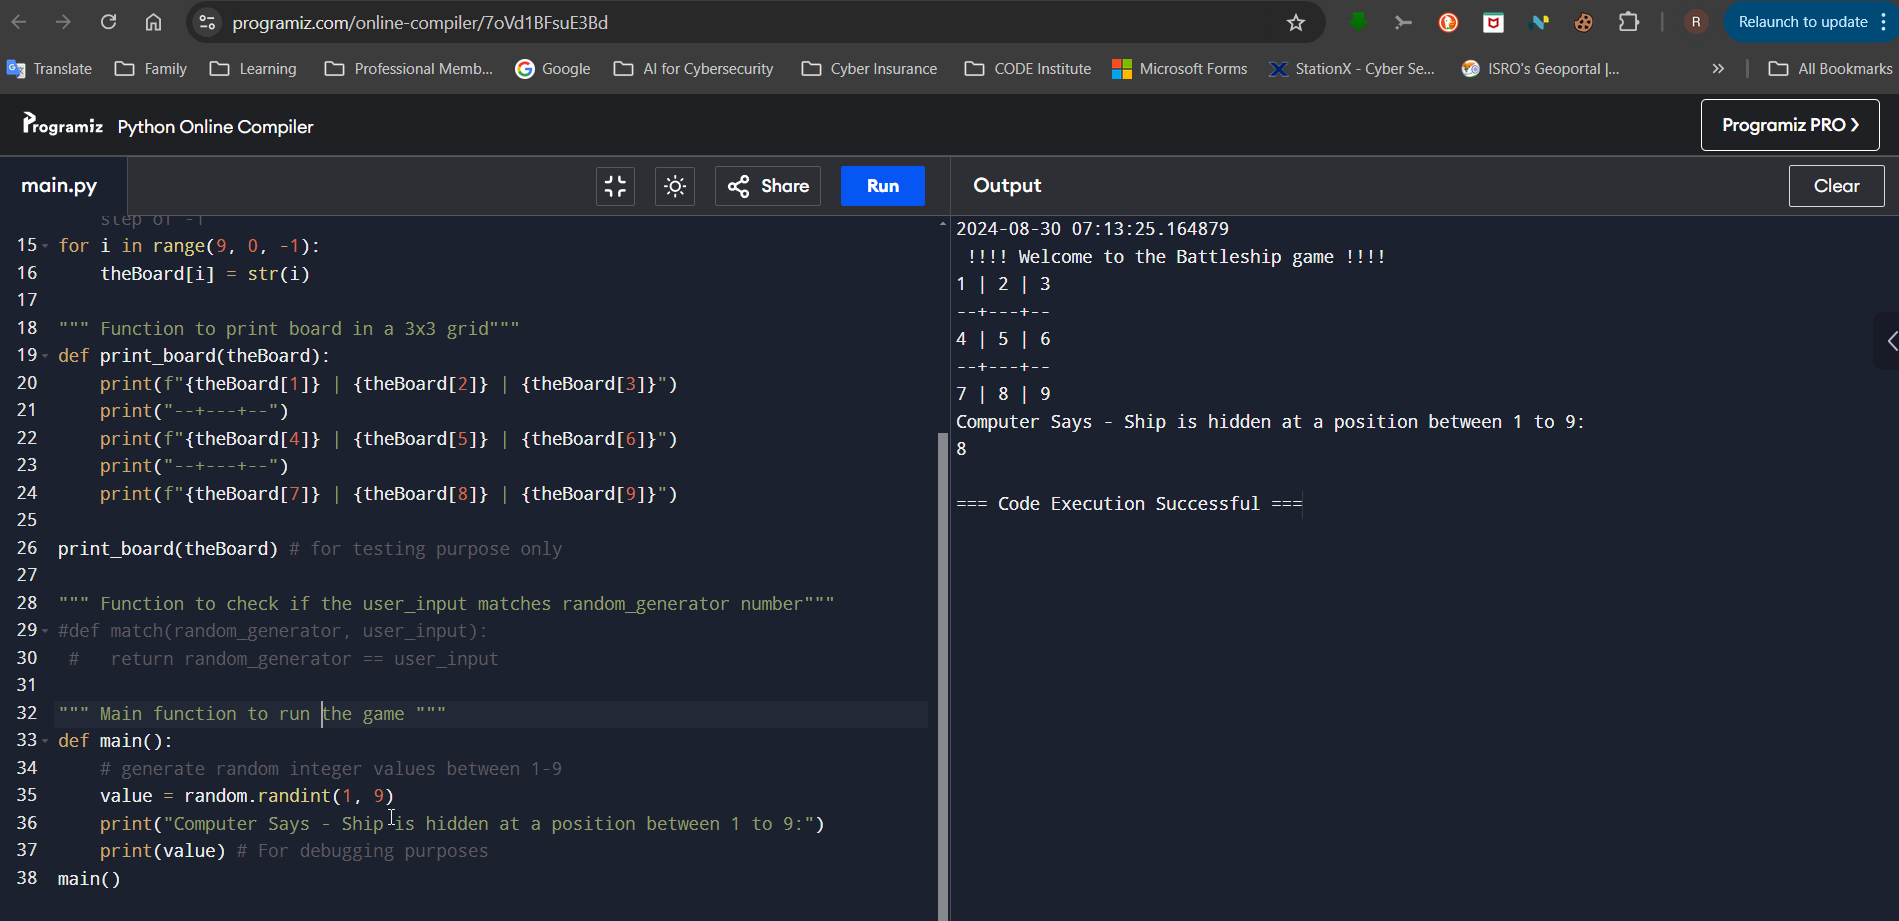 programiz.com/online-compiler/7oVd1BFsuE3Bd
R
Relaunch to update
Translate Family Learning Professional Memb... Google AI for Cybersecurity Cyber Insurance CODE Institute Microsoft Forms StationX - Cyber Se... ISRO's Geoportal |... » All Bookmarks
Programiz Python Online Compiler
Programiz PRO ❯
main.py
Share
Run
Output
Clear
step of -1
15 for i in range(9, 0, -1):
16 theBoard[i] = str(i)
17
18 """ Function to print board in a 3x3 grid"""
19 def print_board(theBoard):
20 print(f"{theBoard[1]} | {theBoard[2]} | {theBoard[3]}")
21 print("--+---+--")
22 print(f"{theBoard[4]} | {theBoard[5]} | {theBoard[6]}")
23 print("--+---+--")
24 print(f"{theBoard[7]} | {theBoard[8]} | {theBoard[9]}")
25
26 print_board(theBoard) # for testing purpose only
27
28 """ Function to check if the user_input matches random_generator number"""
29 #def match(random_generator, user_input):
30 # return random_generator == user_input
31
32 """ Main function to run the game """
33 def main():
34 # generate random integer values between 1-9
35 value = random.randint(1, 9)
36 print("Computer Says - Ship is hidden at a position between 1 to 9:")
37 print(value) # For debugging purposes
38 main()
2024-08-30 07:13:25.164879
!!!! Welcome to the Battleship game !!!!
1 | 2 | 3
--+---+--
4 | 5 | 6
--+---+--
7 | 8 | 9
Computer Says - Ship is hidden at a position between 1 to 9:
8
=== Code Execution Successful ===